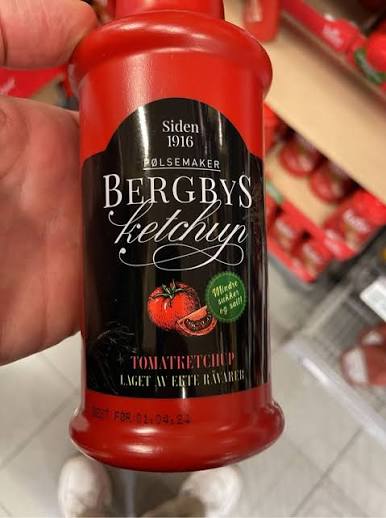 Siden
1916
PØLSEMAKER
BERGBYS
ketchup
Mindre
sukker
og salt!
TOMATKETCHUP
LAGET AV EKTE RÅVARER
BEST FØR 01.04.24